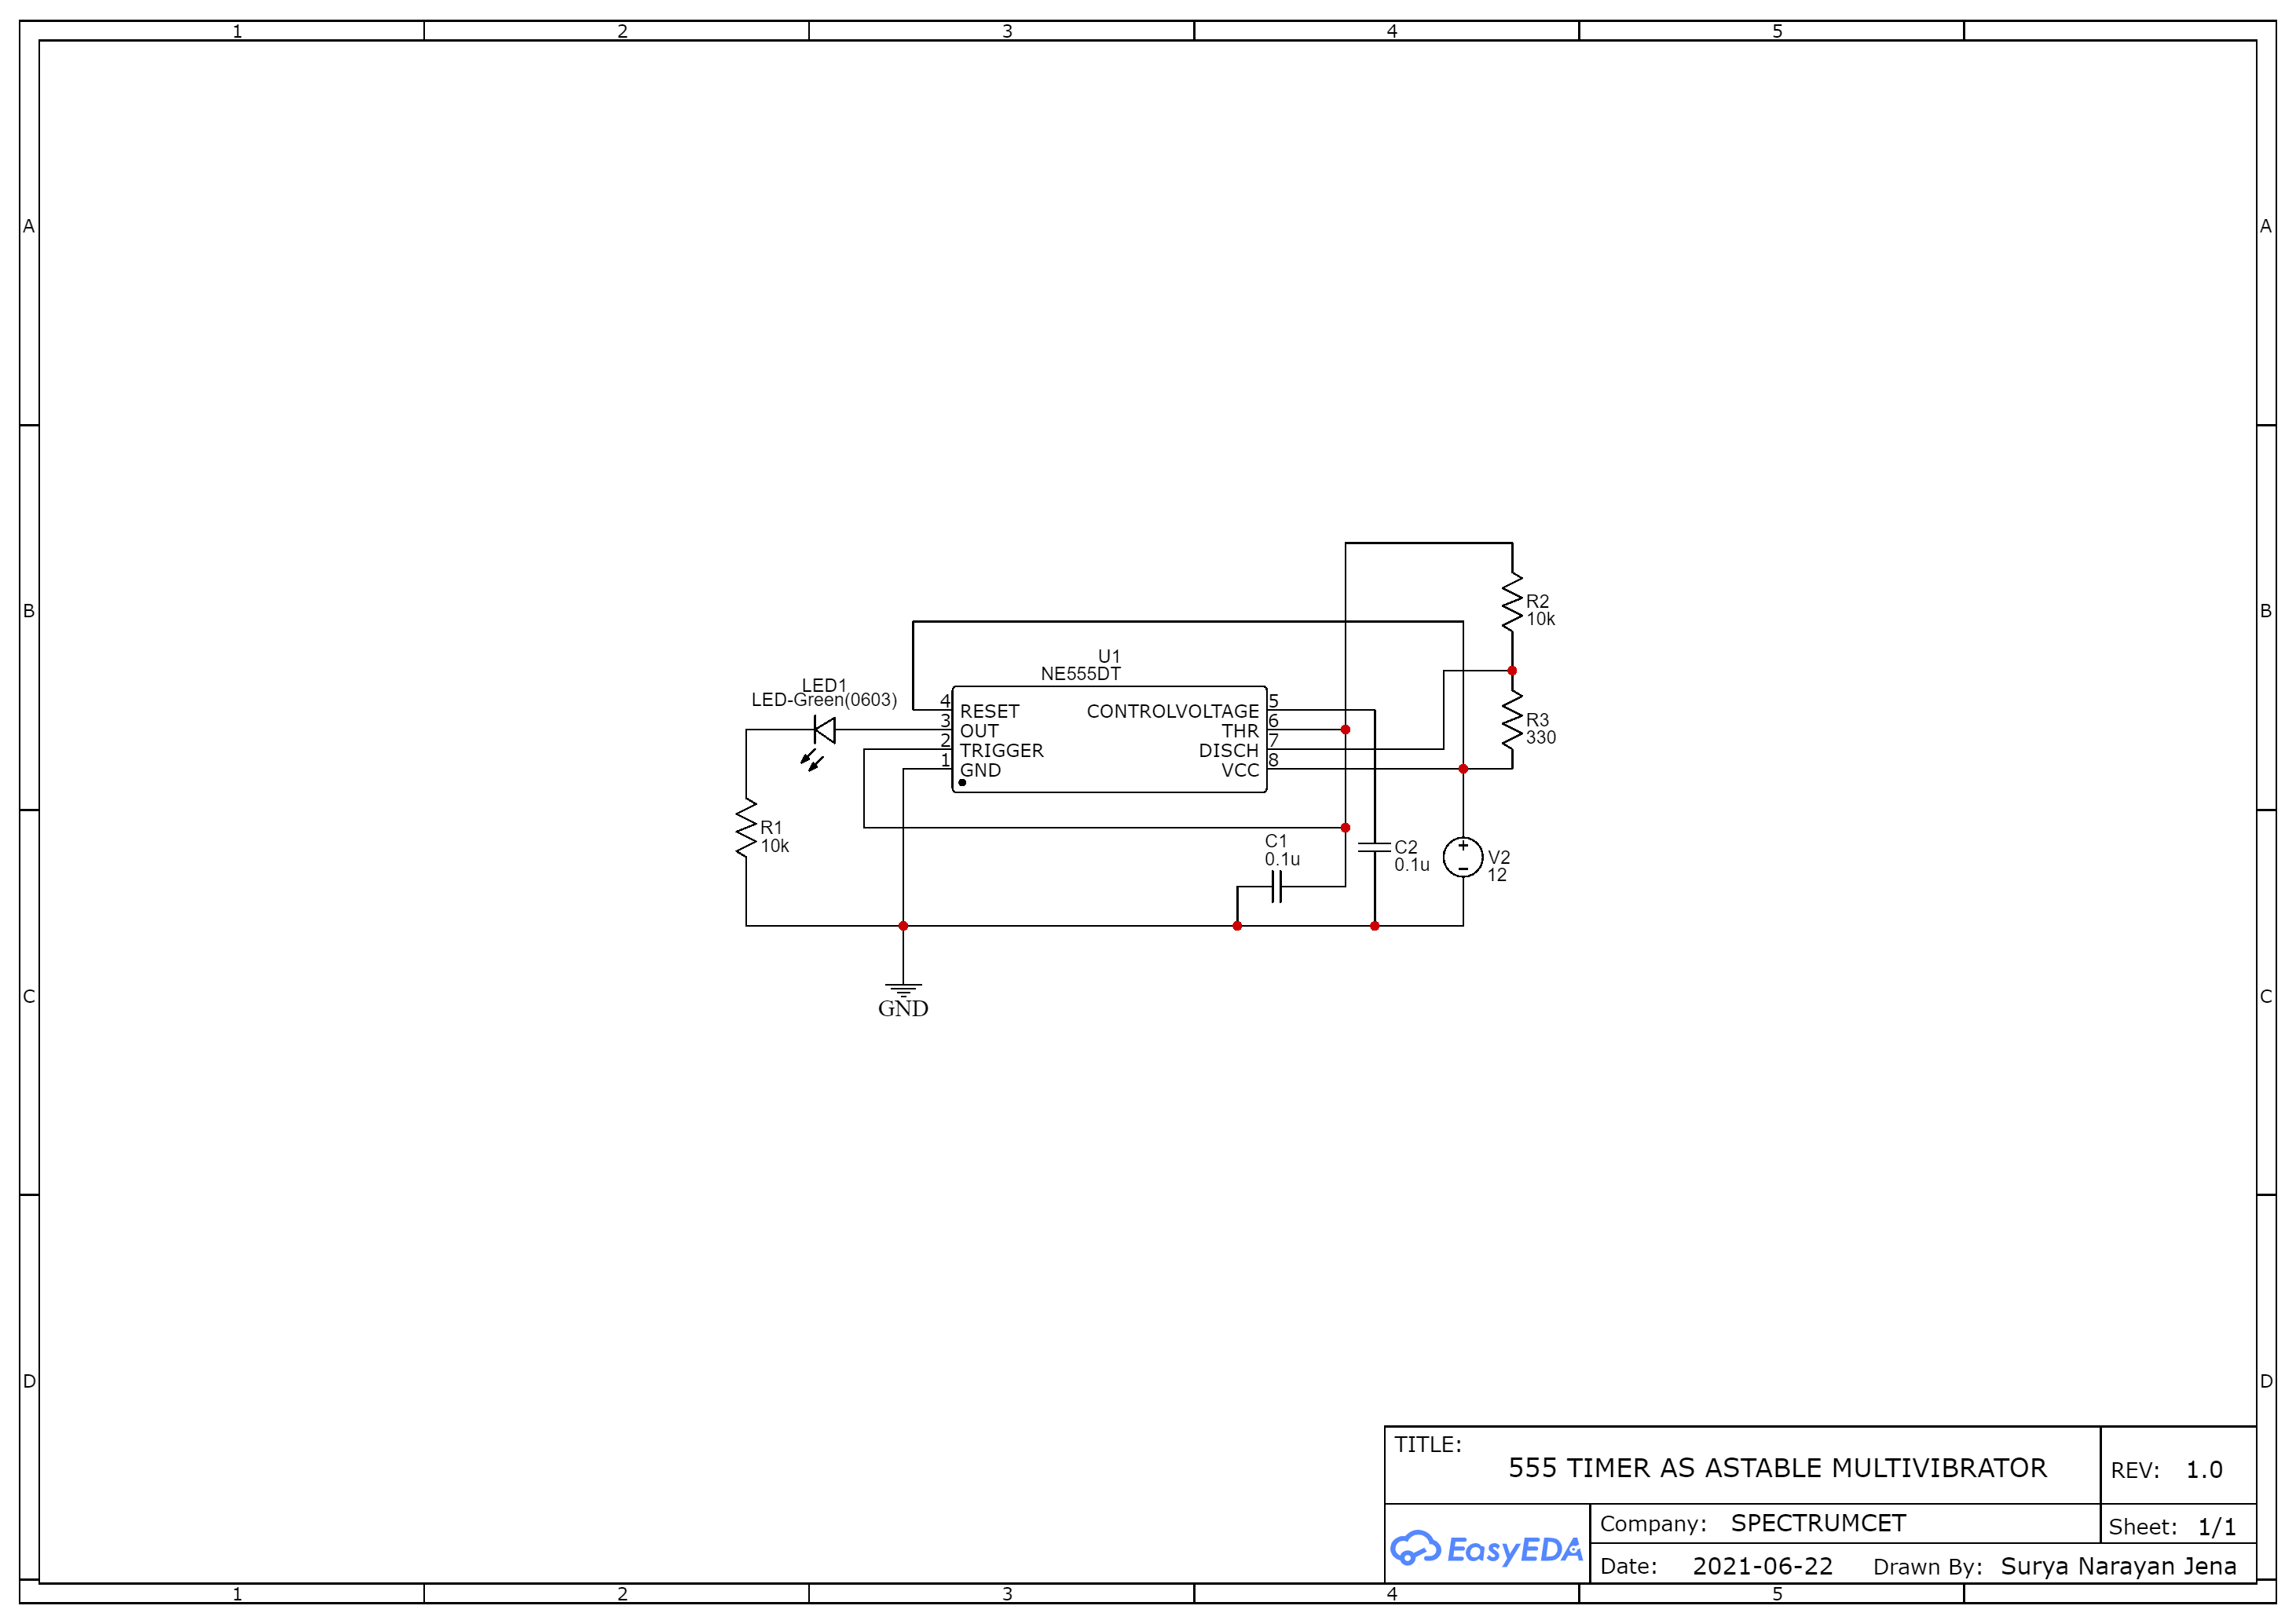 1 2 3 4 5
A A
R2
10k
B B
U1
NE555DT
LED1
LED-Green(0603)
R3
330
4 RESET CONTROLVOLTAGE 5
3 OUT THR 6
2 TRIGGER DISCH 7
1 GND VCC 8
R1
10k
C1
0.1u
C2
0.1u
V2
12
C C
GND
D D
TITLE:
555 TIMER AS ASTABLE MULTIVIBRATOR
REV: 1.0
EasyEDA
Company: SPECTRUMCET
Sheet: 1/1
Date: 2021-06-22 Drawn By: Surya Narayan Jena
1 2 3 4 5